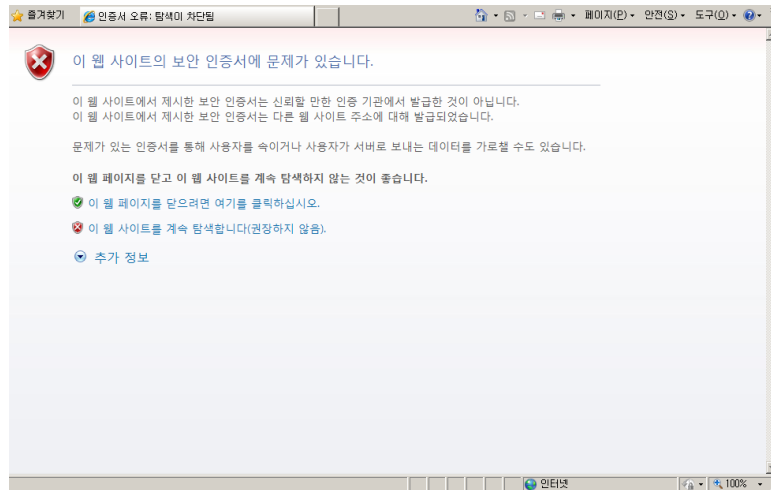 즐겨찾기 인증서 오류: 탐색이 차단됨 페이지(P) 안전(S) 도구(O)
이 웹 사이트의 보안 인증서에 문제가 있습니다.
이 웹 사이트에서 제시한 보안 인증서는 신뢰할 만한 인증 기관에서 발급한 것이 아닙니다.
이 웹 사이트에서 제시한 보안 인증서는 다른 웹 사이트 주소에 대해 발급되었습니다.
문제가 있는 인증서를 통해 사용자를 속이거나 사용자가 서버로 보내는 데이터를 가로챌 수도 있습니다.
이 웹 페이지를 닫고 이 웹 사이트를 계속 탐색하지 않는 것이 좋습니다.
이 웹 페이지를 닫으려면 여기를 클릭하십시오.
이 웹 사이트를 계속 탐색합니다(권장하지 않음).
추가 정보
인터넷 100%